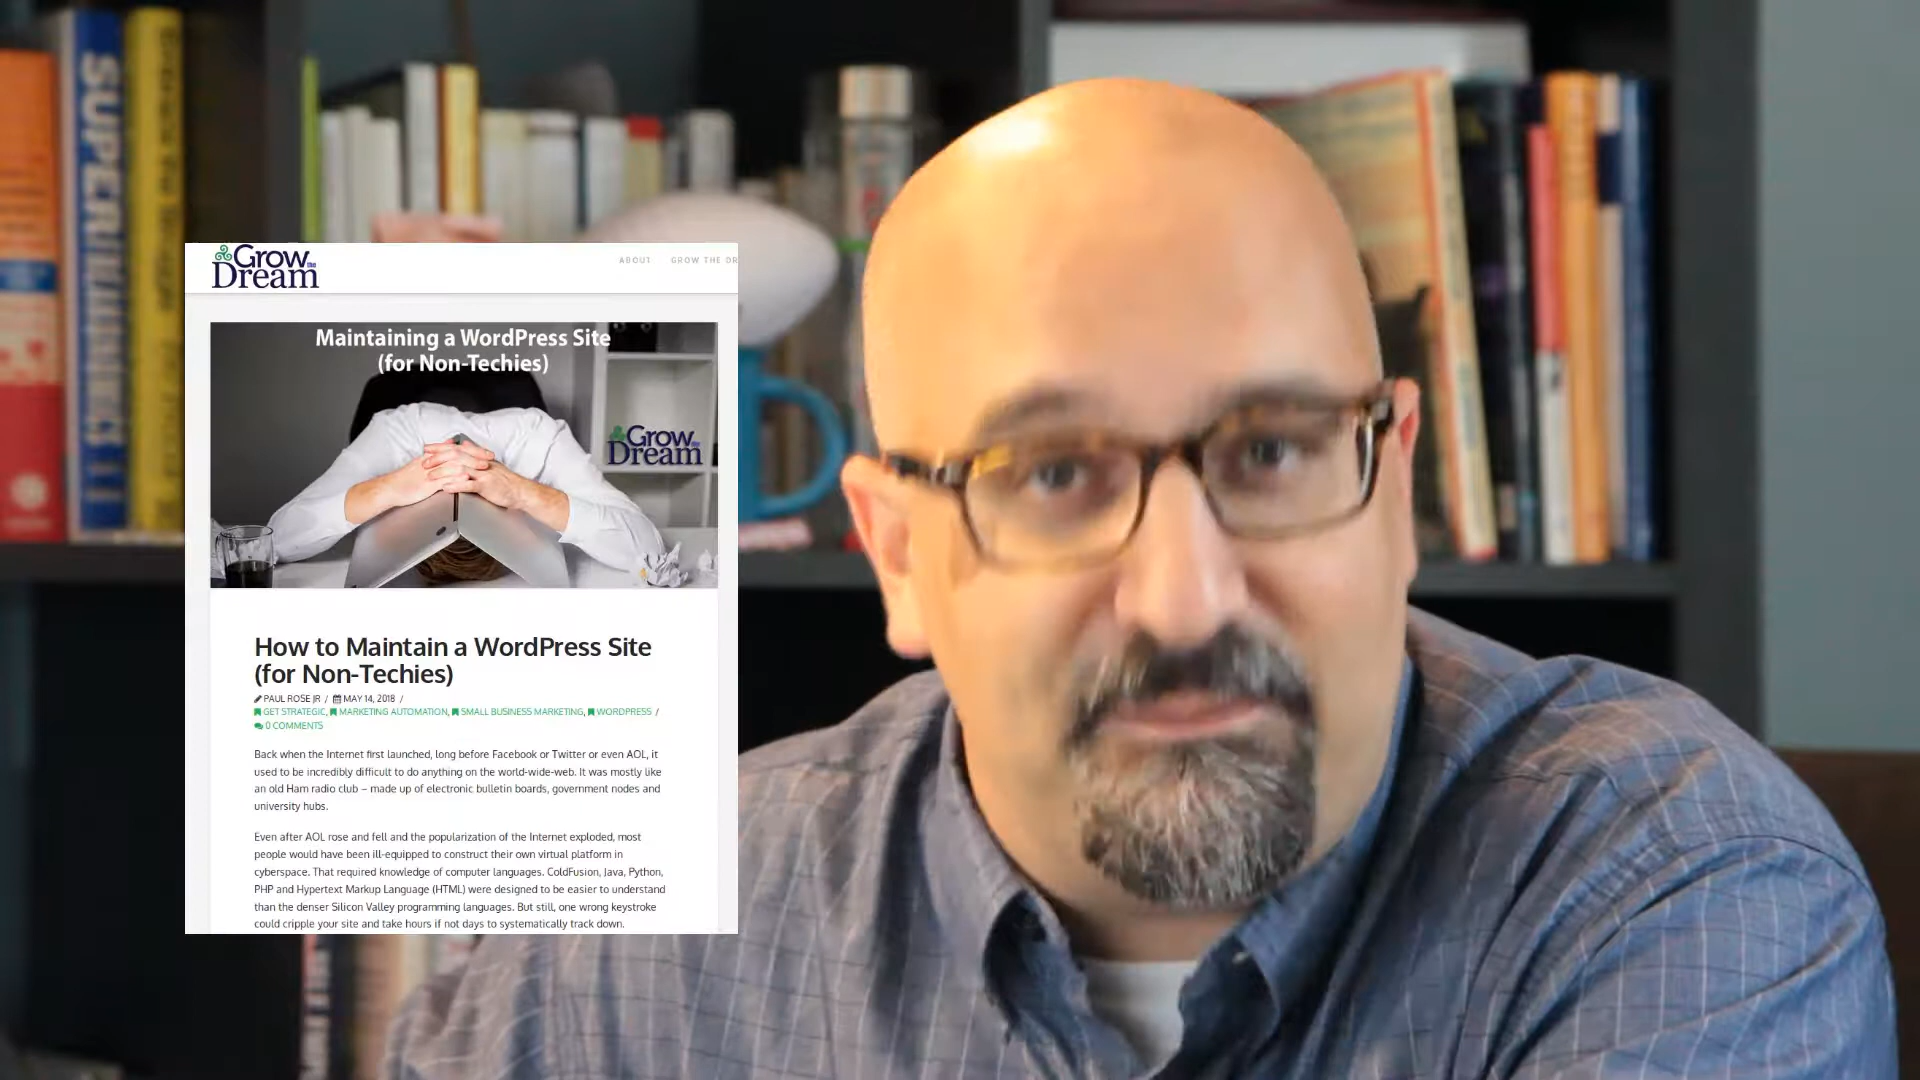 SUPERFREAKONOMICS
Grow the
Dream
ABOUT GROW THE DR
Maintaining a WordPress Site
(for Non-Techies)
Grow the
Dream
How to Maintain a WordPress Site
(for Non-Techies)
PAUL ROSE JR / MAY 14, 2018 /
GET STRATEGIC, MARKETING AUTOMATION, SMALL BUSINESS MARKETING, WORDPRESS /
0 COMMENTS
Back when the Internet first launched, long before Facebook or Twitter or even AOL, it
used to be incredibly difficult to do anything on the world-wide-web. It was mostly like
an old Ham radio club – made up of electronic bulletin boards, government nodes and
university hubs.
Even after AOL rose and fell and the popularization of the Internet exploded, most
people would have been ill-equipped to construct their own virtual platform in
cyberspace. That required knowledge of computer languages. ColdFusion, Java, Python,
PHP and Hypertext Markup Language (HTML) were designed to be easier to understand
than the denser Silicon Valley programming languages. But still, one wrong keystroke
could cripple your site and take hours if not days to systematically track down.